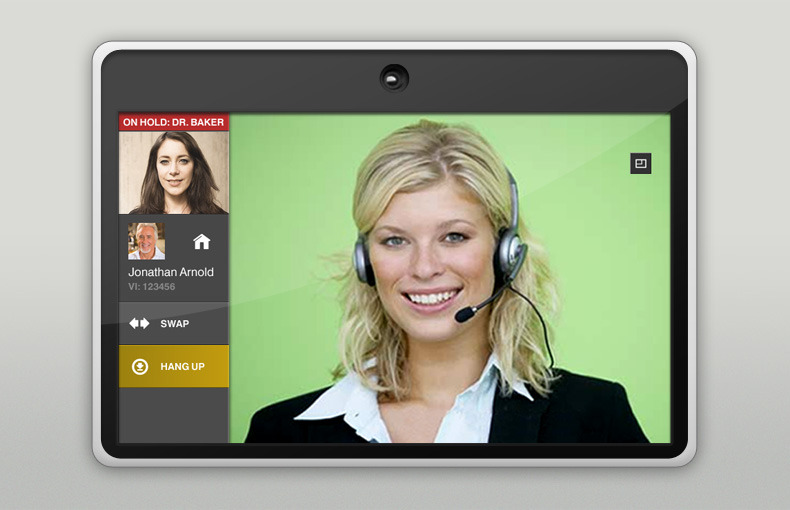 ON HOLD: DR. BAKER
Jonathan Arnold
VI: 123456
SWAP
HANG UP